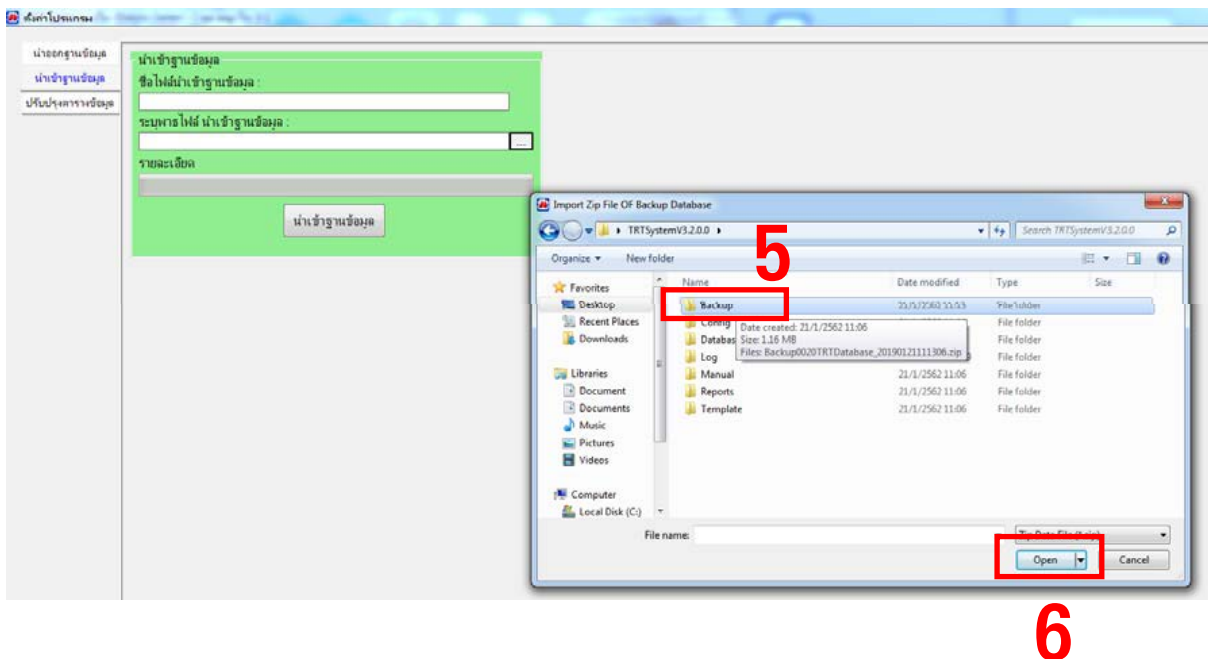 ตั้งค่าโปรแกรม
นำออกฐานข้อมูล
นำเข้าฐานข้อมูล
ปรับปรุงตารางข้อมูล
นำเข้าฐานข้อมูล
ชื่อไฟล์นำเข้าฐานข้อมูล :
ระบุพาธไฟล์ นำเข้าฐานข้อมูล :
...
รายละเอียด
นำเข้าฐานข้อมูล
Import Zip File OF Backup Database
TRTSystemV3.2.0.0
Search TRTSystemV3.2.0.0
5
Organize
New folder
Favorites
Desktop
Recent Places
Downloads
Libraries
Document
Documents
Music
Pictures
Videos
Computer
Local Disk (C:)
Name Date modified Type Size
Backup File folder
Config File folder
Databas File folder
Log File folder
Manual 21/1/2562 11:06 File folder
Reports 21/1/2562 11:06 File folder
Template 21/1/2562 11:06 File folder
Date created: 21/1/2562 11:06
Size: 1.16 MB
Files: Backup0020TRTDatabase_20190121111306.zip
File name:
Open Cancel
6